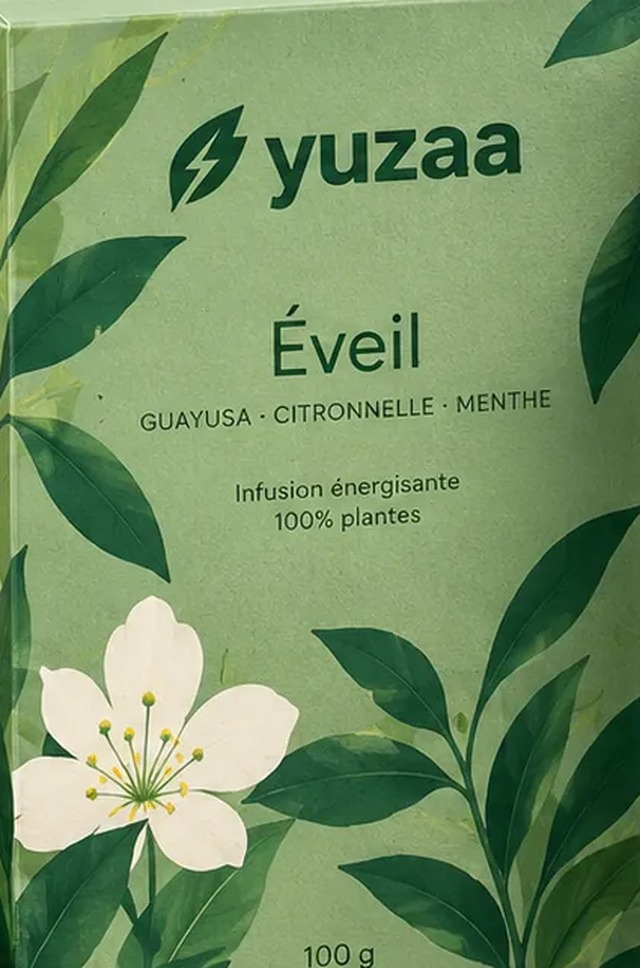 yuzaa
Éveil
GUAYUSA · CITRONNELLE · MENTHE
Infusion énergisante
100% plantes
100 g